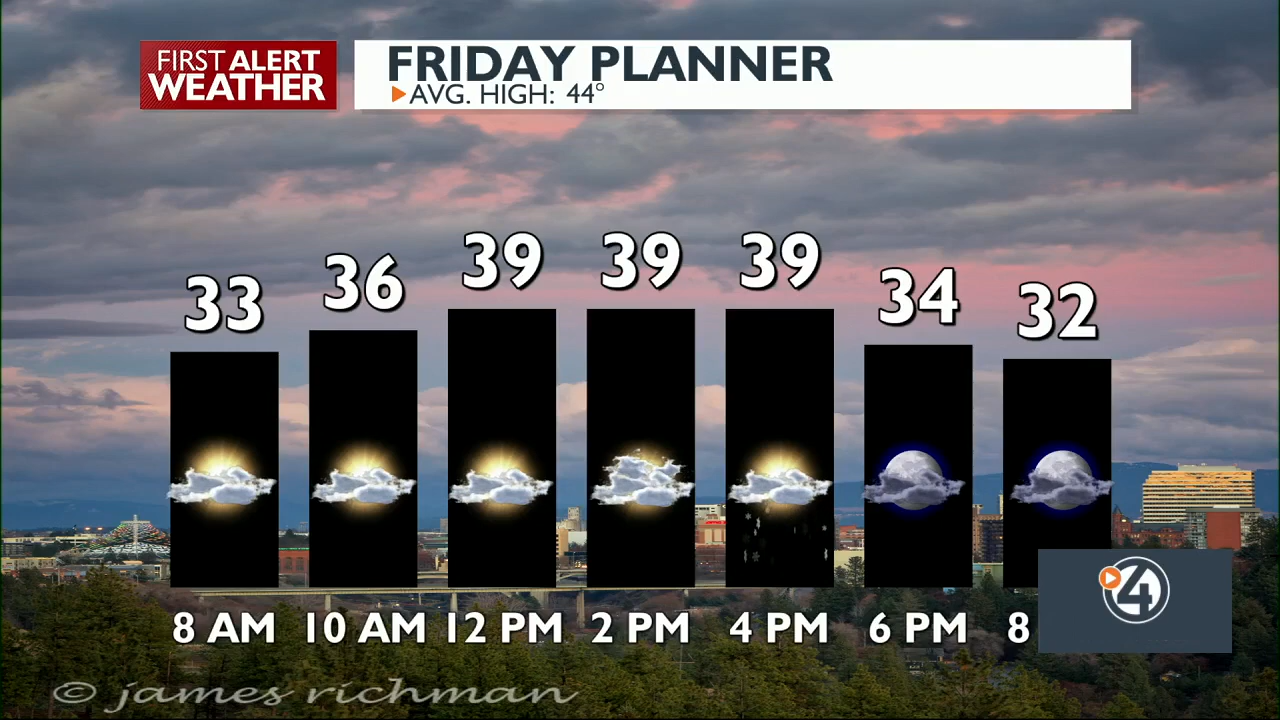 FIRST ALERT
WEATHER
FRIDAY PLANNER
AVG. HIGH: 44°
33 36 39 39 39 34 32
8 AM 10 AM 12 PM 2 PM 4 PM 6 PM 8
4
© james richman